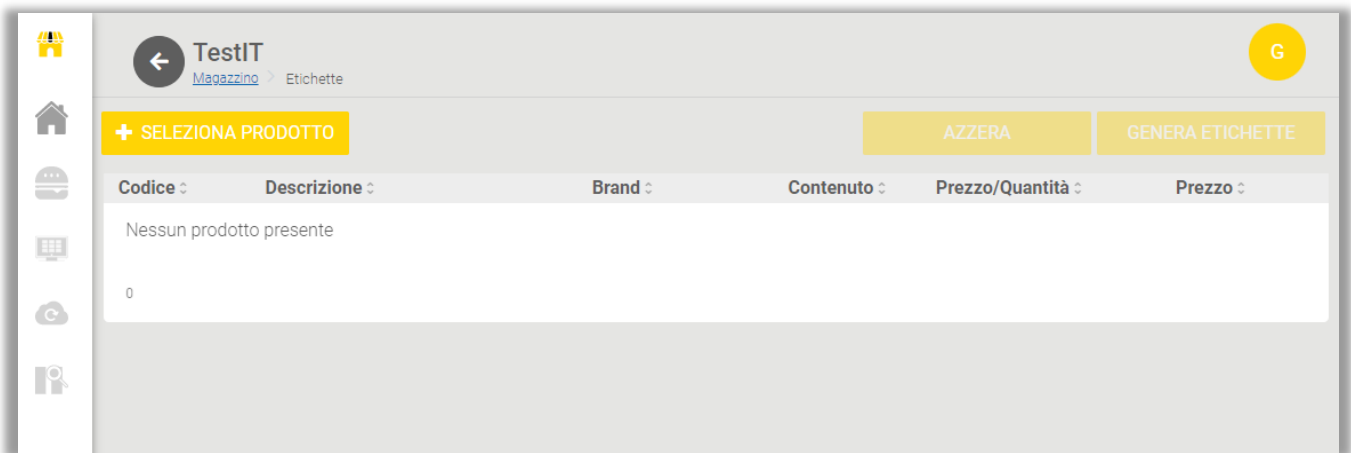 TestIT
G
Magazzino > Etichette
+ SELEZIONA PRODOTTO AZZERA GENERA ETICHETTE
Codice Descrizione Brand Contenuto Prezzo/Quantità Prezzo
Nessun prodotto presente
0